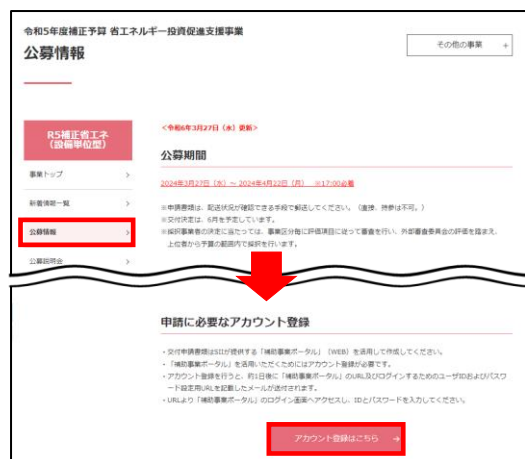 令和5年度補正予算 省エネルギー投資促進支援事業
公募情報
その他の事業 +
R5補正省エネ
（設備単位型）
事業トップ >
新着情報一覧 >
公募情報 >
公募説明会 >
＜令和6年3月27日（水）更新＞
公募期間
2024年3月27日（水）～ 2024年4月22日（月） ※17:00必着
※申請書類は、配送状況が確認できる手段で郵送してください。（直接、持参は不可。）
※交付決定は、6月を予定しています。
※採択事業者の決定に当たっては、事業区分毎に評価項目に従って審査を行い、外部審査委員会の評価を踏まえ、
上位者から予算の範囲内で採択を行います。
申請に必要なアカウント登録
・交付申請書類はSIIが提供する「補助事業ポータル」（WEB）を活用して作成してください。
・「補助事業ポータル」を活用いただくためにはアカウント登録が必要です。
・アカウント登録を行うと、約1日後に「補助事業ポータル」のURL及びログインするためのユーザIDおよびパスワ
ード設定用URLを記載したメールが送付されます。
・URLより「補助事業ポータル」のログイン画面へアクセスし、IDとパスワードを入力してください。
アカウント登録はこちら →